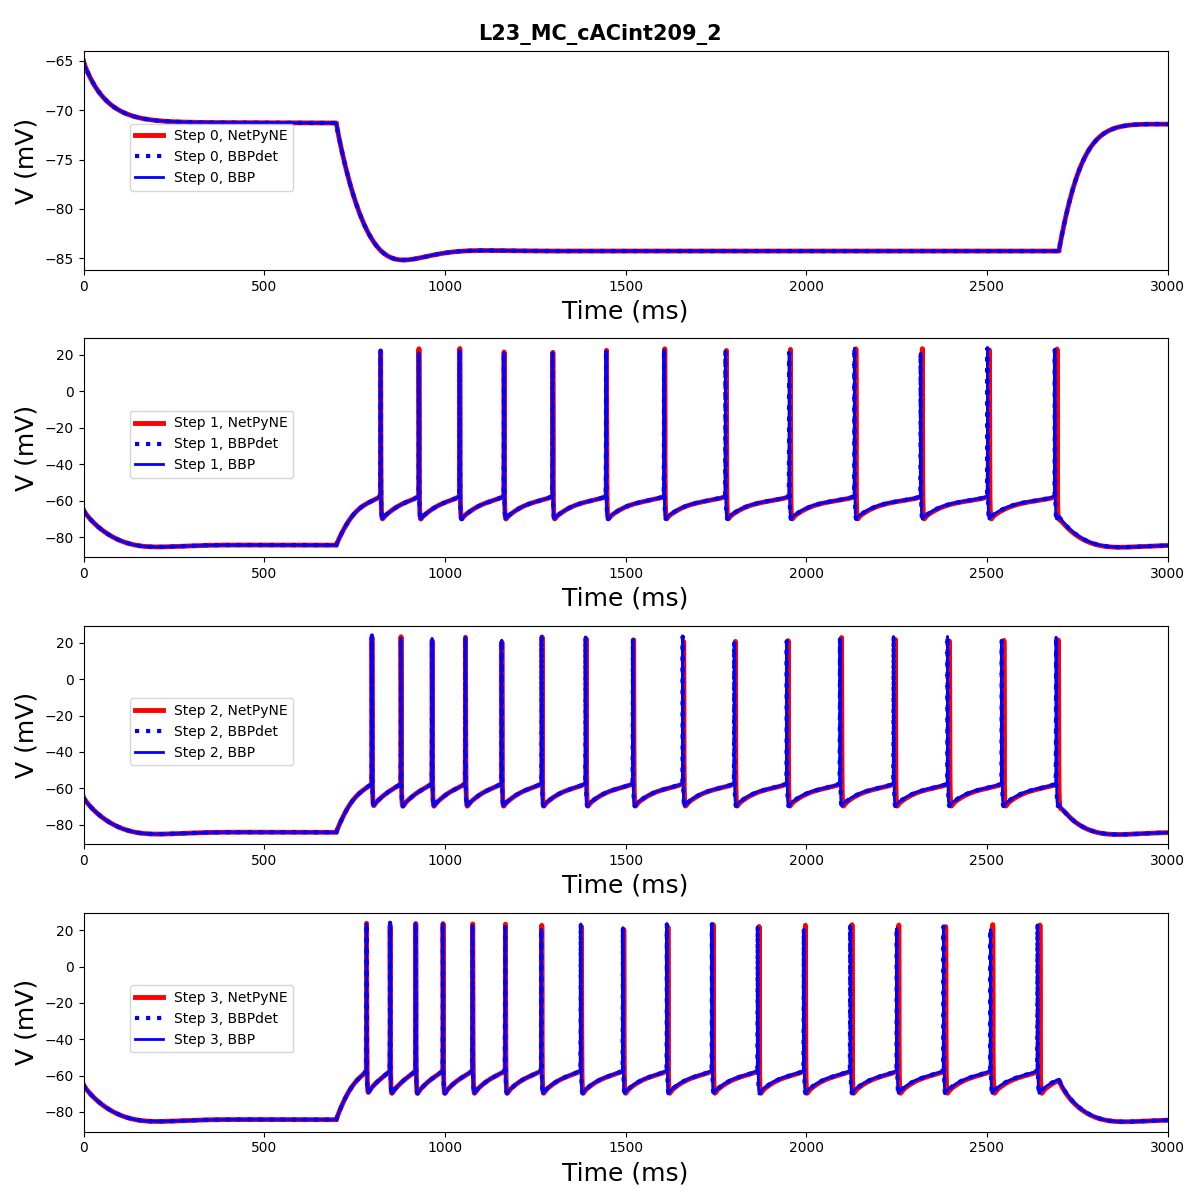 L23_MC_cACint209_2
V (mV)
−65
−70
−75
−80
−85
Step 0, NetPyNE
Step 0, BBPdet
Step 0, BBP
0 500 1000 1500 2000 2500 3000
Time (ms)
V (mV)
20
0
−20
−40
−60
−80
Step 1, NetPyNE
Step 1, BBPdet
Step 1, BBP
0 500 1000 1500 2000 2500 3000
Time (ms)
V (mV)
20
0
−20
−40
−60
−80
Step 2, NetPyNE
Step 2, BBPdet
Step 2, BBP
0 500 1000 1500 2000 2500 3000
Time (ms)
V (mV)
20
0
−20
−40
−60
−80
Step 3, NetPyNE
Step 3, BBPdet
Step 3, BBP
0 500 1000 1500 2000 2500 3000
Time (ms)